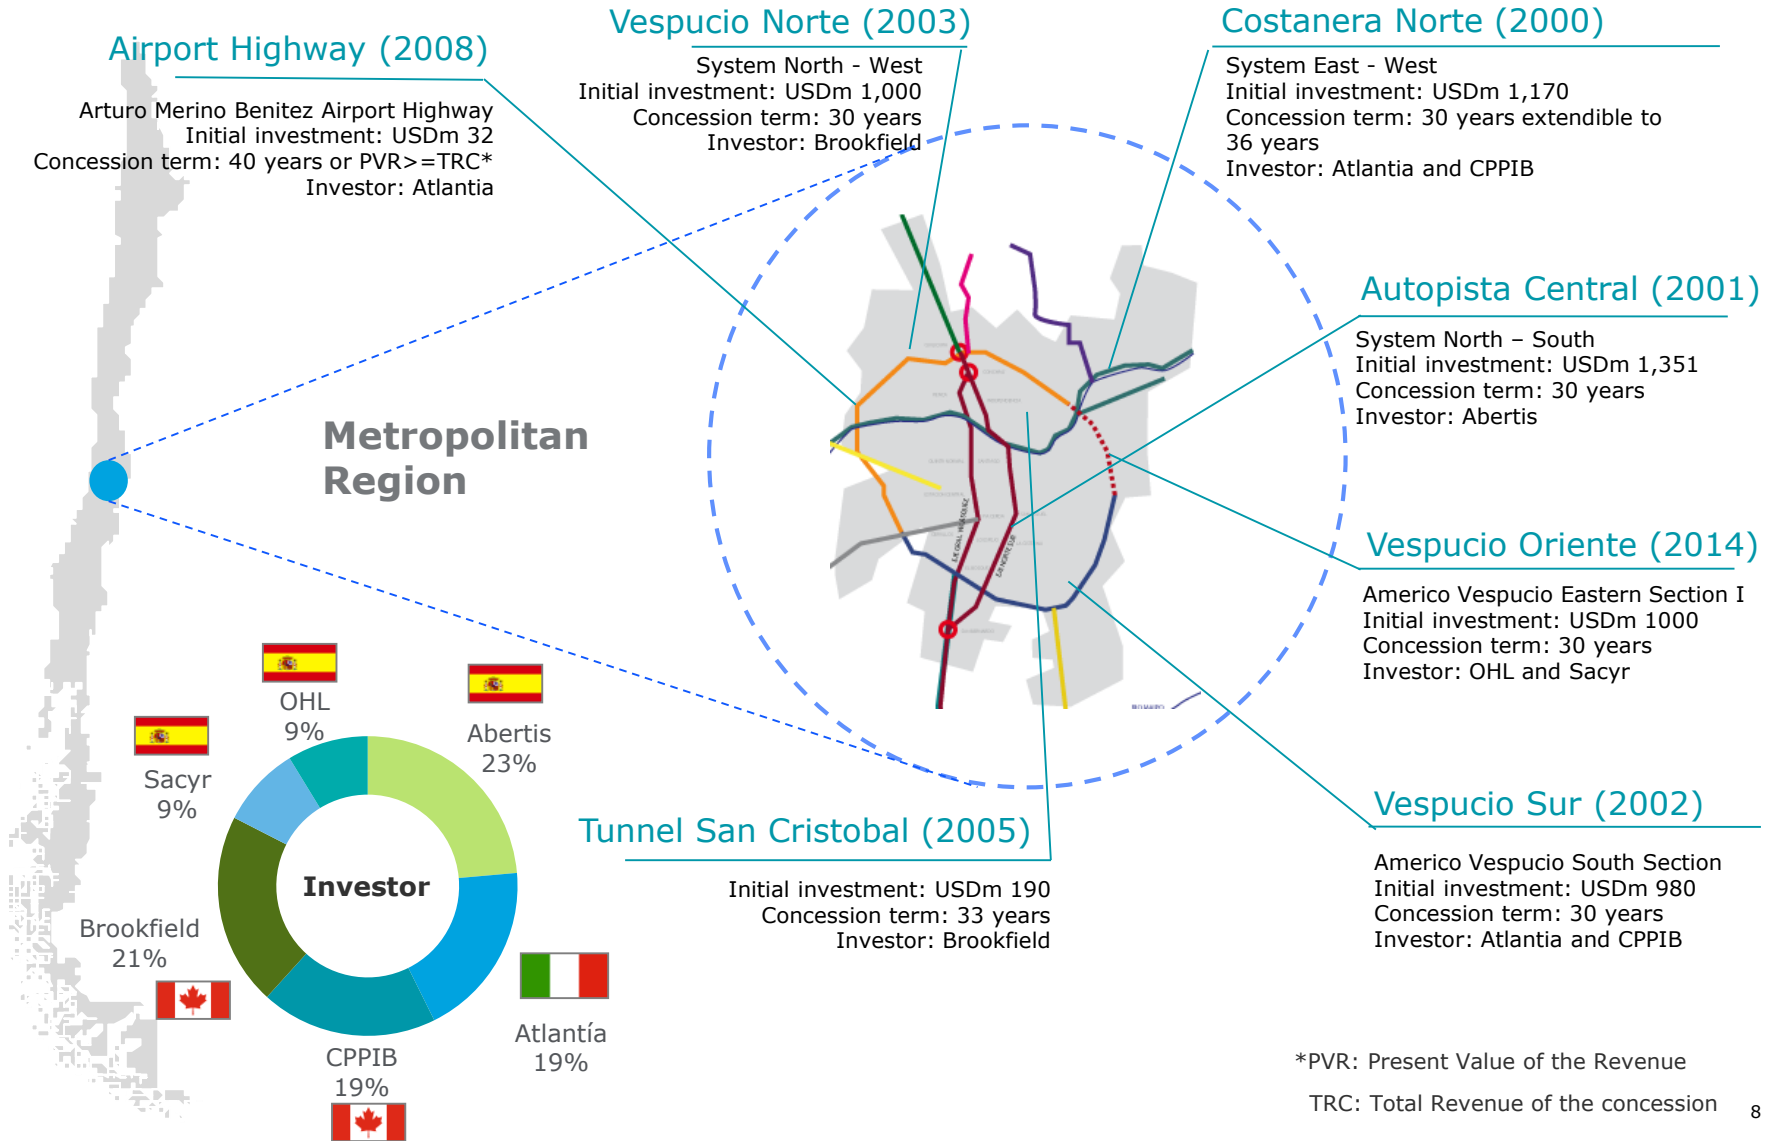 Airport Highway (2008)
Arturo Merino Benitez Airport Highway
Initial investment: USDm 32
Concession term: 40 years or PVR>=TRC*
Investor: Atlantia
Vespucio Norte (2003)
System North - West
Initial investment: USDm 1,000
Concession term: 30 years
Investor: Brookfield
Costanera Norte (2000)
System East - West
Initial investment: USDm 1,170
Concession term: 30 years extendible to
36 years
Investor: Atlantia and CPPIB
Autopista Central (2001)
System North – South
Initial investment: USDm 1,351
Concession term: 30 years
Investor: Abertis
Metropolitan
Region
Vespucio Oriente (2014)
Americo Vespucio Eastern Section I
Initial investment: USDm 1000
Concession term: 30 years
Investor: OHL and Sacyr
Vespucio Sur (2002)
Americo Vespucio South Section
Initial investment: USDm 980
Concession term: 30 years
Investor: Atlantia and CPPIB
Tunnel San Cristobal (2005)
Initial investment: USDm 190
Concession term: 33 years
Investor: Brookfield
OHL
9%
Abertis
23%
Sacyr
9%
Investor
Brookfield
21%
Atlantía
19%
CPPIB
19%
*PVR: Present Value of the Revenue
TRC: Total Revenue of the concession
8